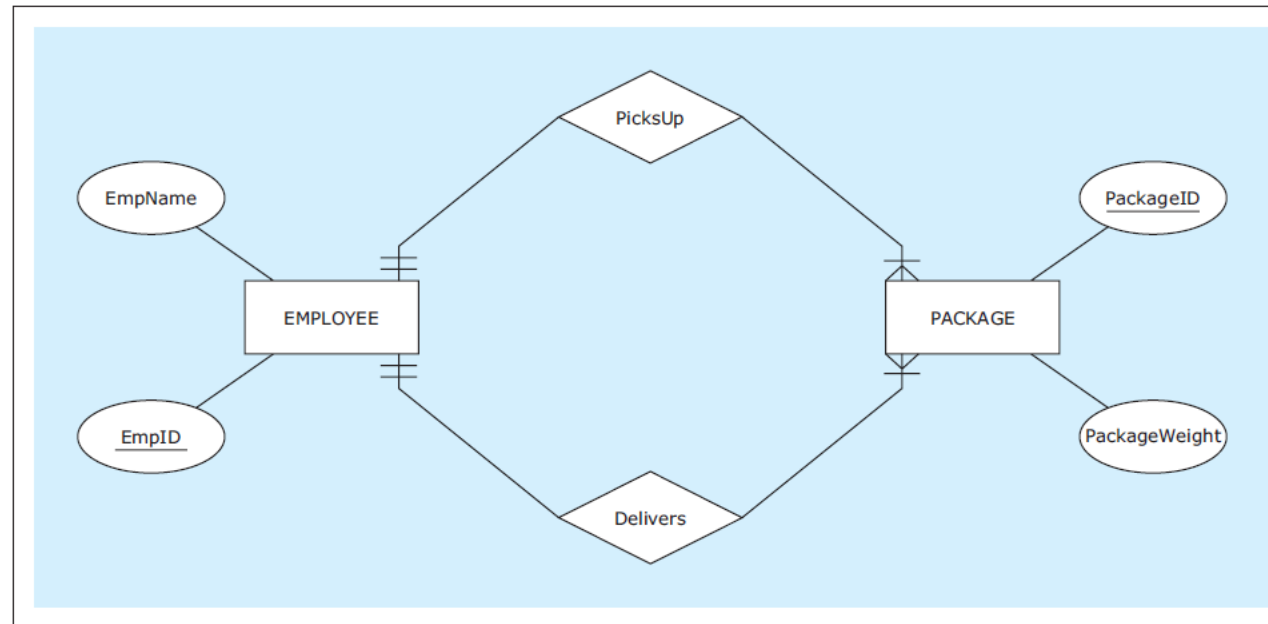 PicksUp
EmpName
PackageID
EMPLOYEE
PACKAGE
EmpID
PackageWeight
Delivers